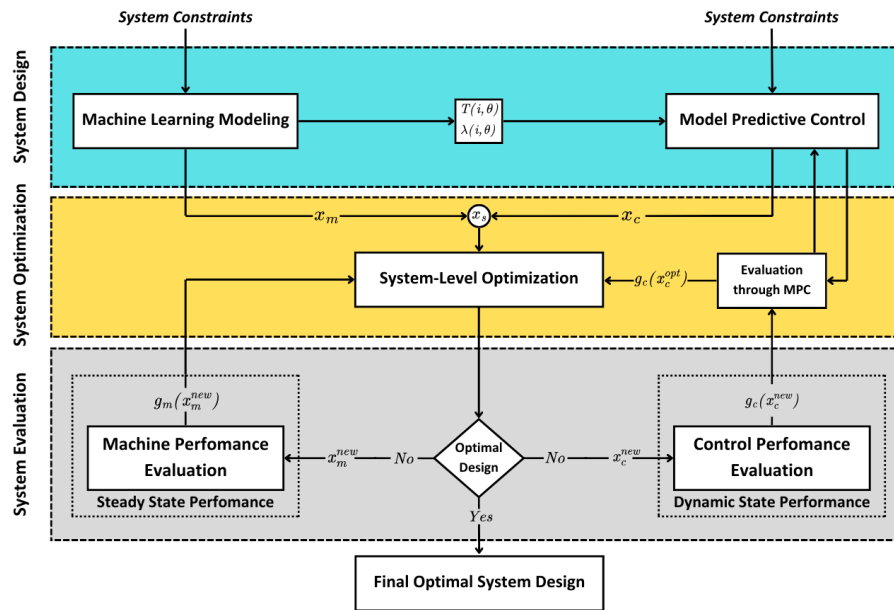 System Constraints
System Constraints
System Design
Machine Learning Modeling
T(i, θ)
λ(i, θ)
Model Predictive Control
System Optimization
x_m
x_s
x_c
System-Level Optimization
g_c(x_c^{opt})
Evaluation
through MPC
System Evaluation
g_m(x_m^{new})
g_c(x_c^{new})
Machine Perfomance
Evaluation
x_m^{new}
No
Optimal
Design
No
x_c^{new}
Control Perfomance
Evaluation
Steady State Perfomance
Dynamic State Performance
Yes
Final Optimal System Design